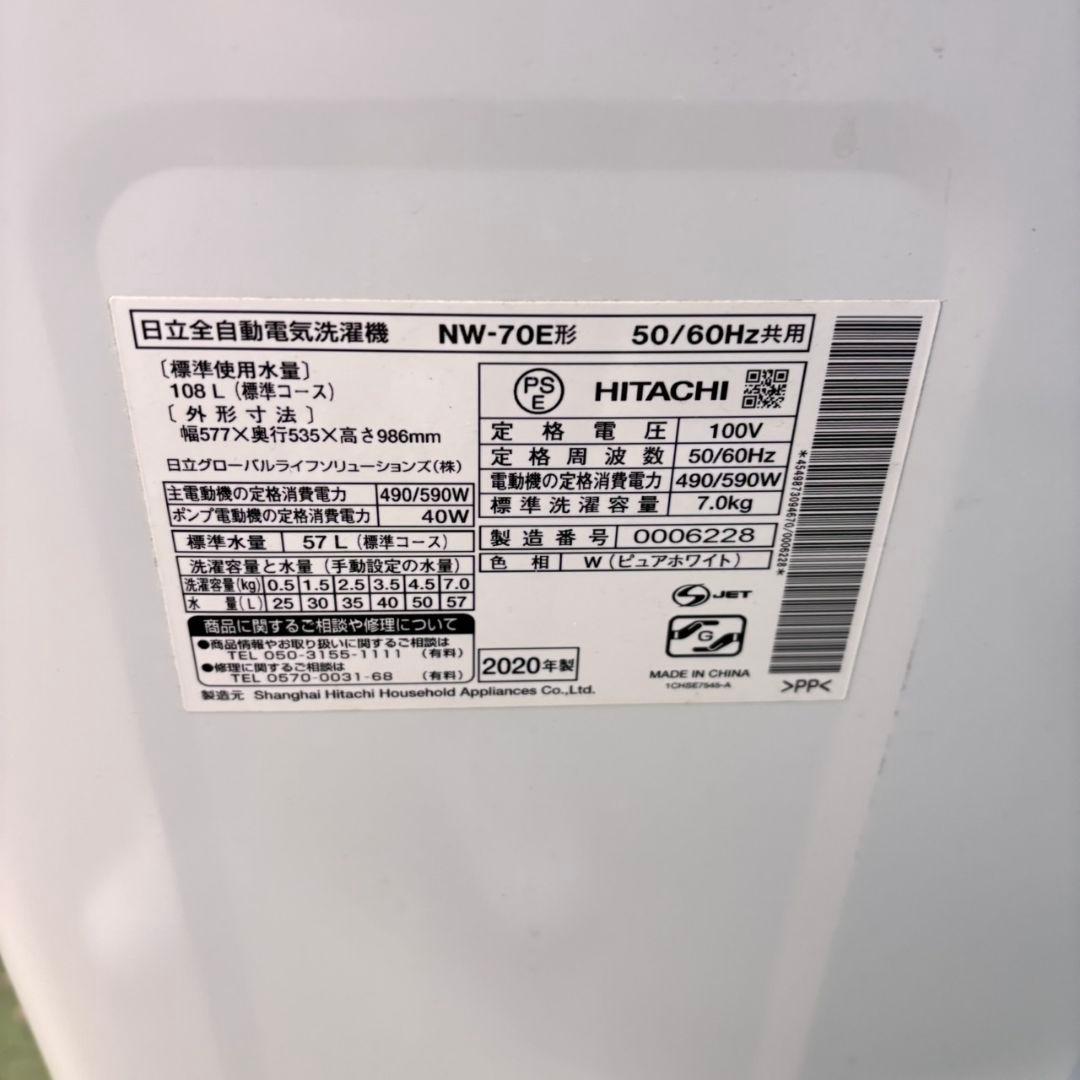 日立全自動電気洗濯機 NW-70E形 50/60Hz共用
〔標準使用水量〕
108 L (標準コース)
〔外形寸法〕
幅577×奥行535×高さ986mm
日立グローバルライフソリューションズ(株)
主電動機の定格消費電力 490/590W
ポンプ電動機の定格消費電力 40W
標準水量 57 L (標準コース)
洗濯容量と水量 (手動設定の水量)
洗濯容量(kg) 0.5 1.5 2.5 3.5 4.5 7.0
水 量(L) 25 30 35 40 50 57
商品に関するご相談や修理について
●商品情報やお取り扱いに関するご相談は
TEL 050-3155-1111 (有料)
●修理に関するご相談は
TEL 0570-0031-68 (有料)
製造元 Shanghai Hitachi Household Appliances Co.,Ltd.
PS
E
HITACHI
定格電圧 100V
定格周波数 50/60Hz
電動機の定格消費電力 490/590W
標準洗濯容量 7.0kg
製造番号 0006228
色相 W (ピュアホワイト)
S JET
G
2020年製
MADE IN CHINA
1CHSE7545-A
*4549873094670/0006228*
>PP<